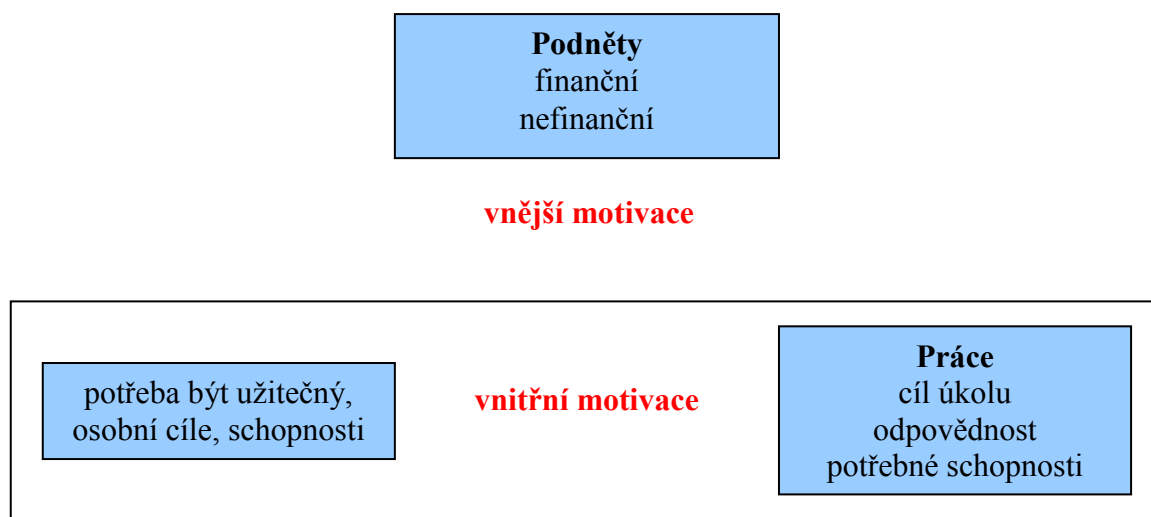 Podněty
finanční
nefinanční
vnější motivace
potřeba být užitečný,
osobní cíle, schopnosti
vnitřní motivace
Práce
cíl úkolu
odpovědnost
potřebné schopnosti